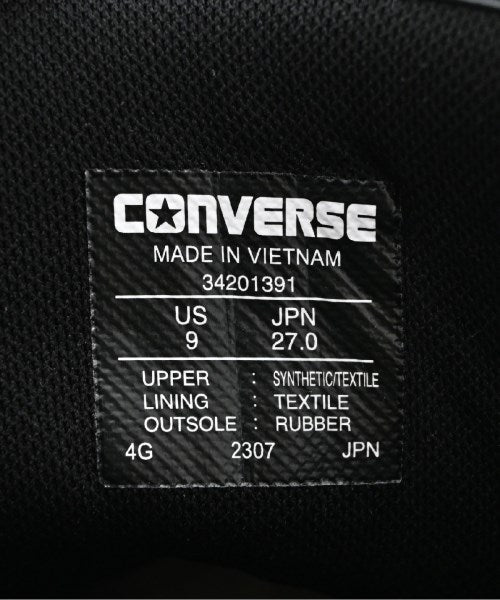 CONVERSE
MADE IN VIETNAM
34201391
US JPN
9 27.0
UPPER : SYNTHETIC/TEXTILE
LINING : TEXTILE
OUTSOLE : RUBBER
4G 2307 JPN